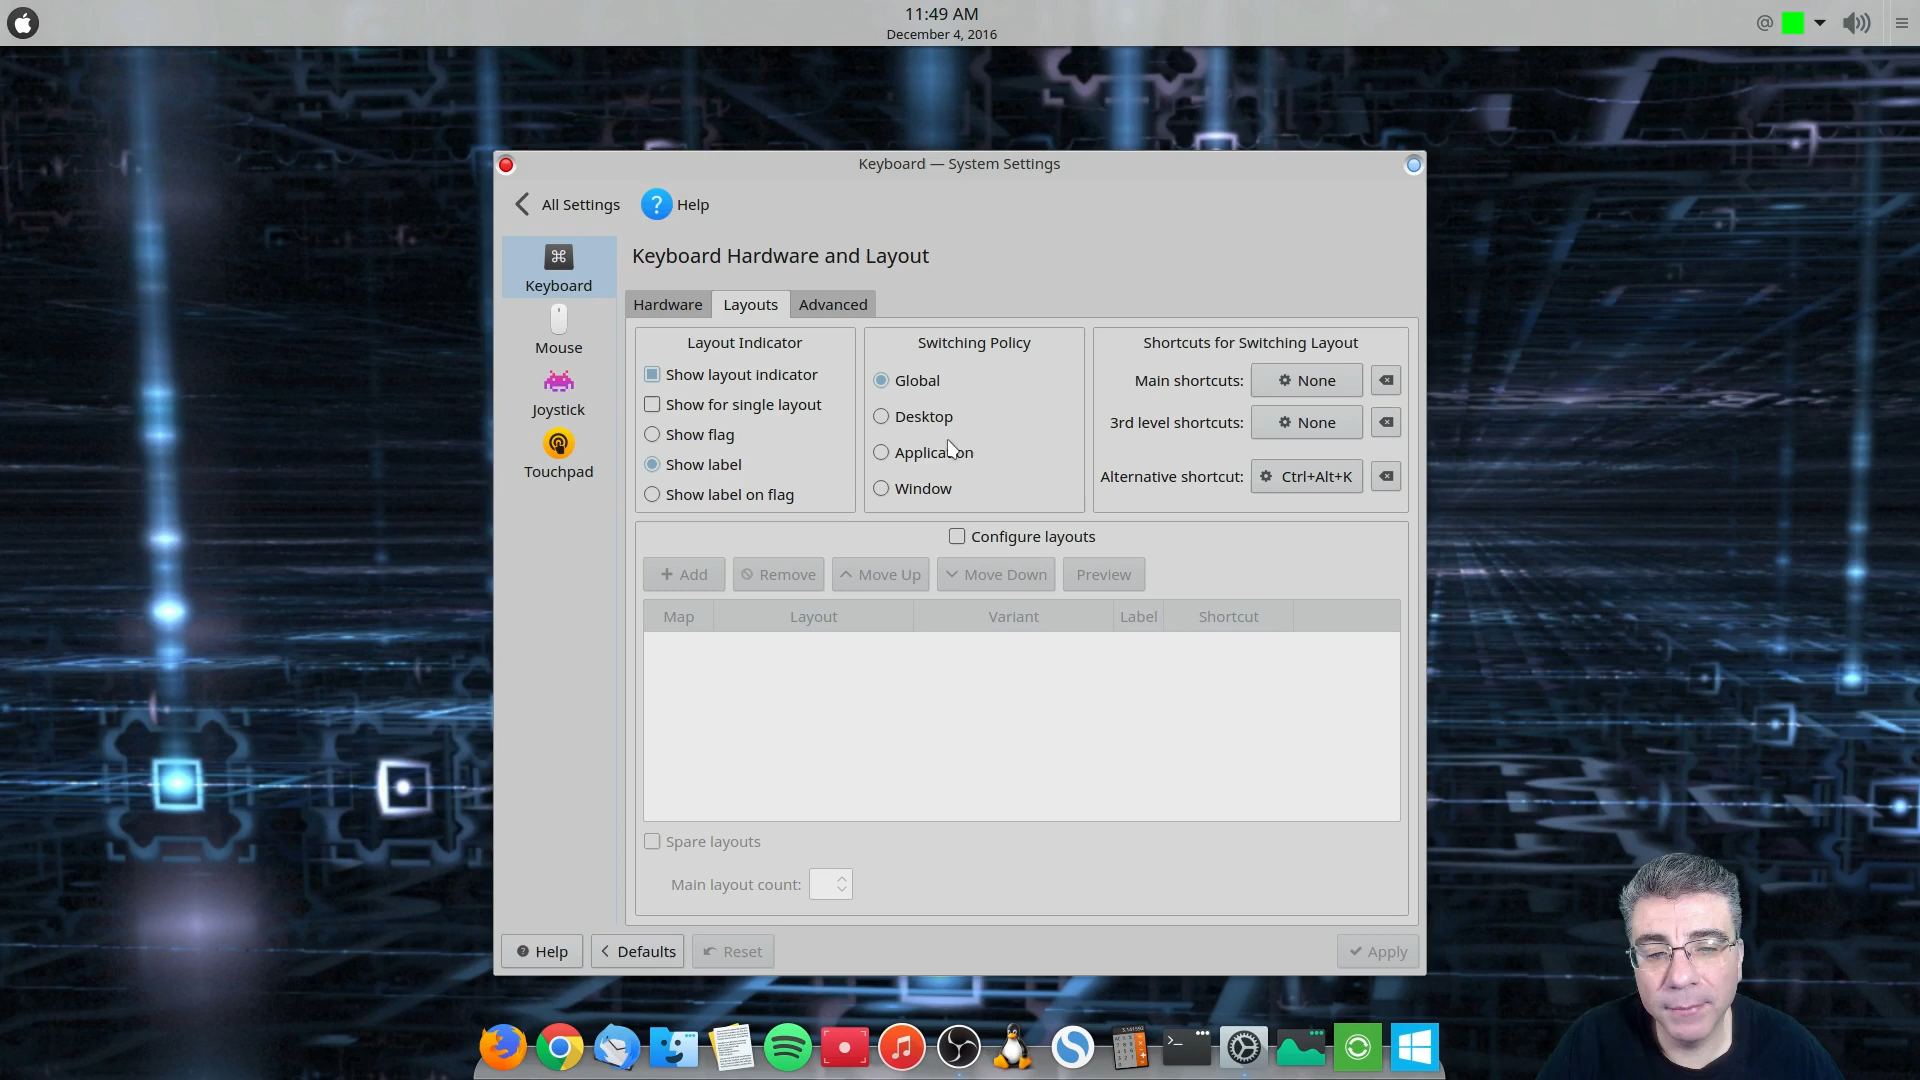 11:49 AM
December 4, 2016
@
Keyboard — System Settings
All Settings
? Help
Keyboard
Mouse
Joystick
Touchpad
Keyboard Hardware and Layout
Hardware Layouts Advanced
Layout Indicator
Show layout indicator
Show for single layout
Show flag
Show label
Show label on flag
Switching Policy
Global
Desktop
Application
Window
Shortcuts for Switching Layout
Main shortcuts: None
3rd level shortcuts: None
Alternative shortcut: Ctrl+Alt+K
Configure layouts
Add Remove Move Up Move Down Preview
Map Layout Variant Label Shortcut
Spare layouts
Main layout count:
Help Defaults Reset Apply